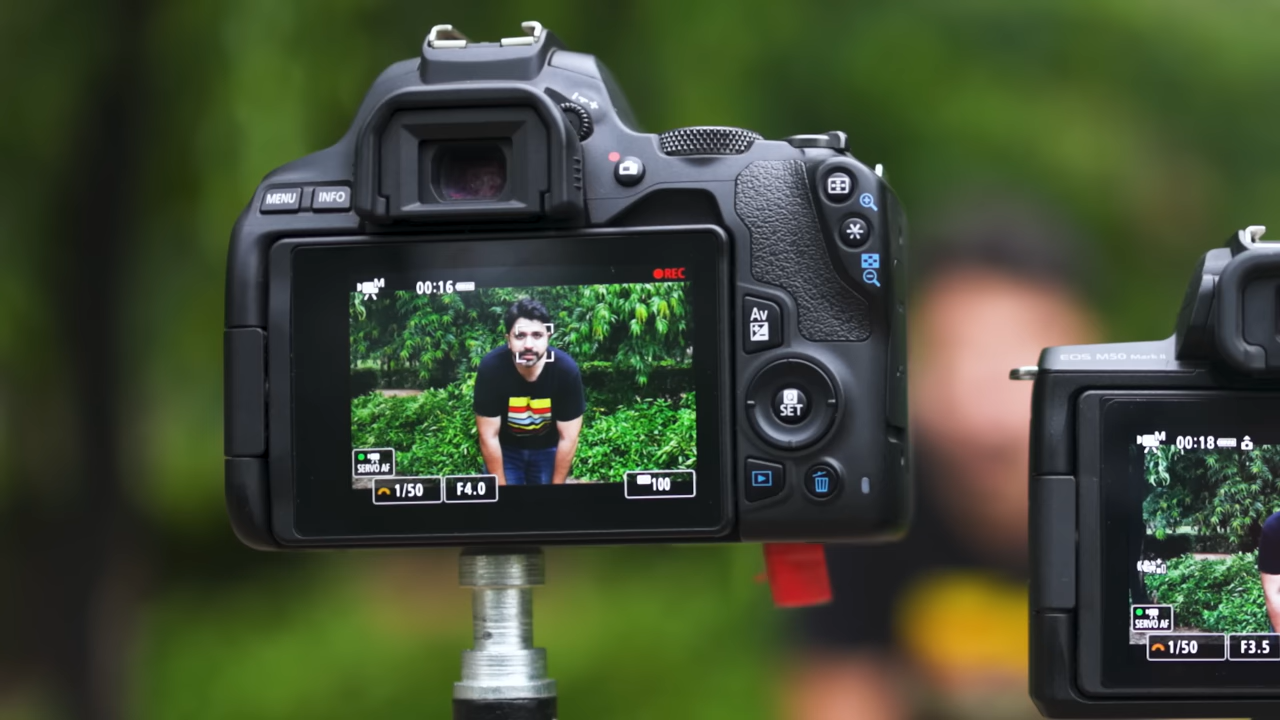 MENU INFO
REC
M 00:16
Av
SET
SERVO AF
1/50 F4.0 100
EOS M50 Mark II
M 00:18
SERVO AF
1/50 F3.5